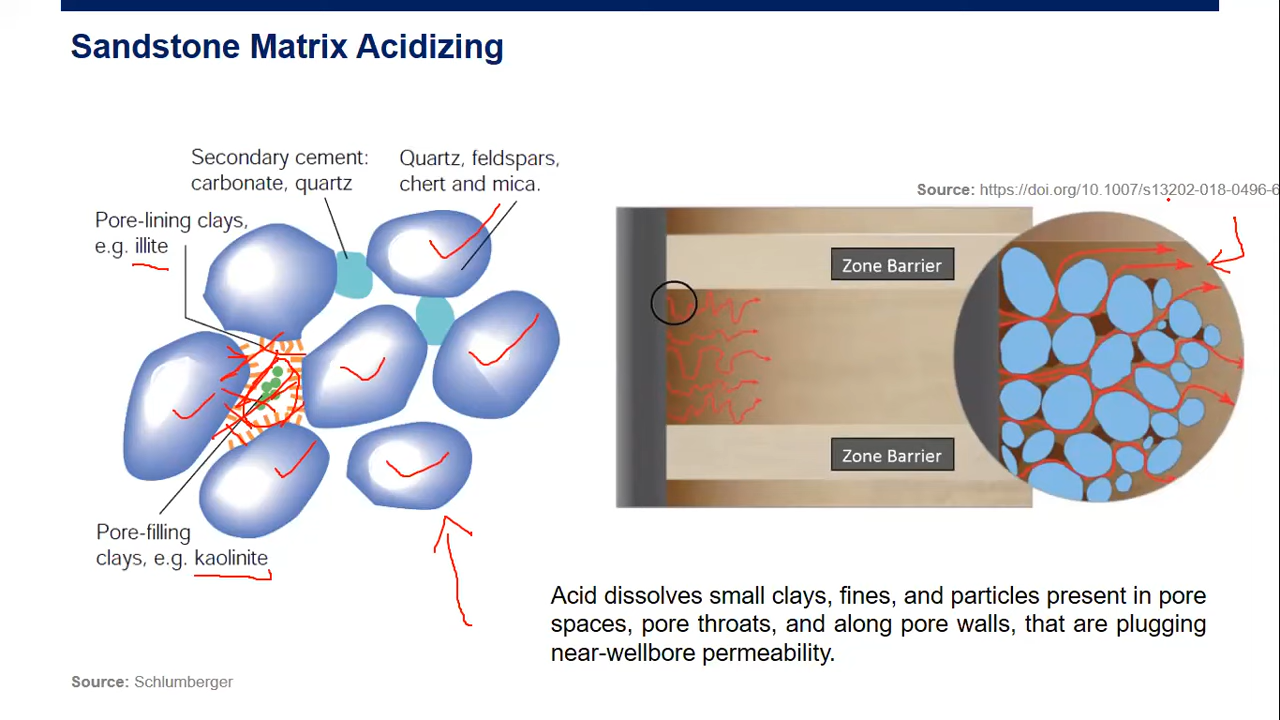 Sandstone Matrix Acidizing
Secondary cement:
carbonate, quartz
Quartz, feldspars,
chert and mica.
Pore-lining clays,
e.g. illite
Pore-filling
clays, e.g. kaolinite
Source: https://doi.org/10.1007/s13202-018-0496-6
Zone Barrier
Zone Barrier
Acid dissolves small clays, fines, and particles present in pore
spaces, pore throats, and along pore walls, that are plugging
near-wellbore permeability.
Source: Schlumberger